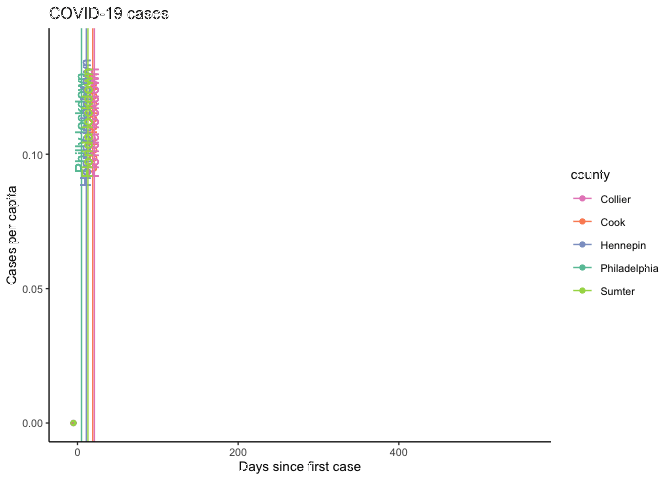 COVID-19 cases
Cases per capita
0.10
0.05
0.00
Philly lockdown
0
200
400
Days since first case
county
Collier
Cook
Hennepin
Philadelphia
Sumter